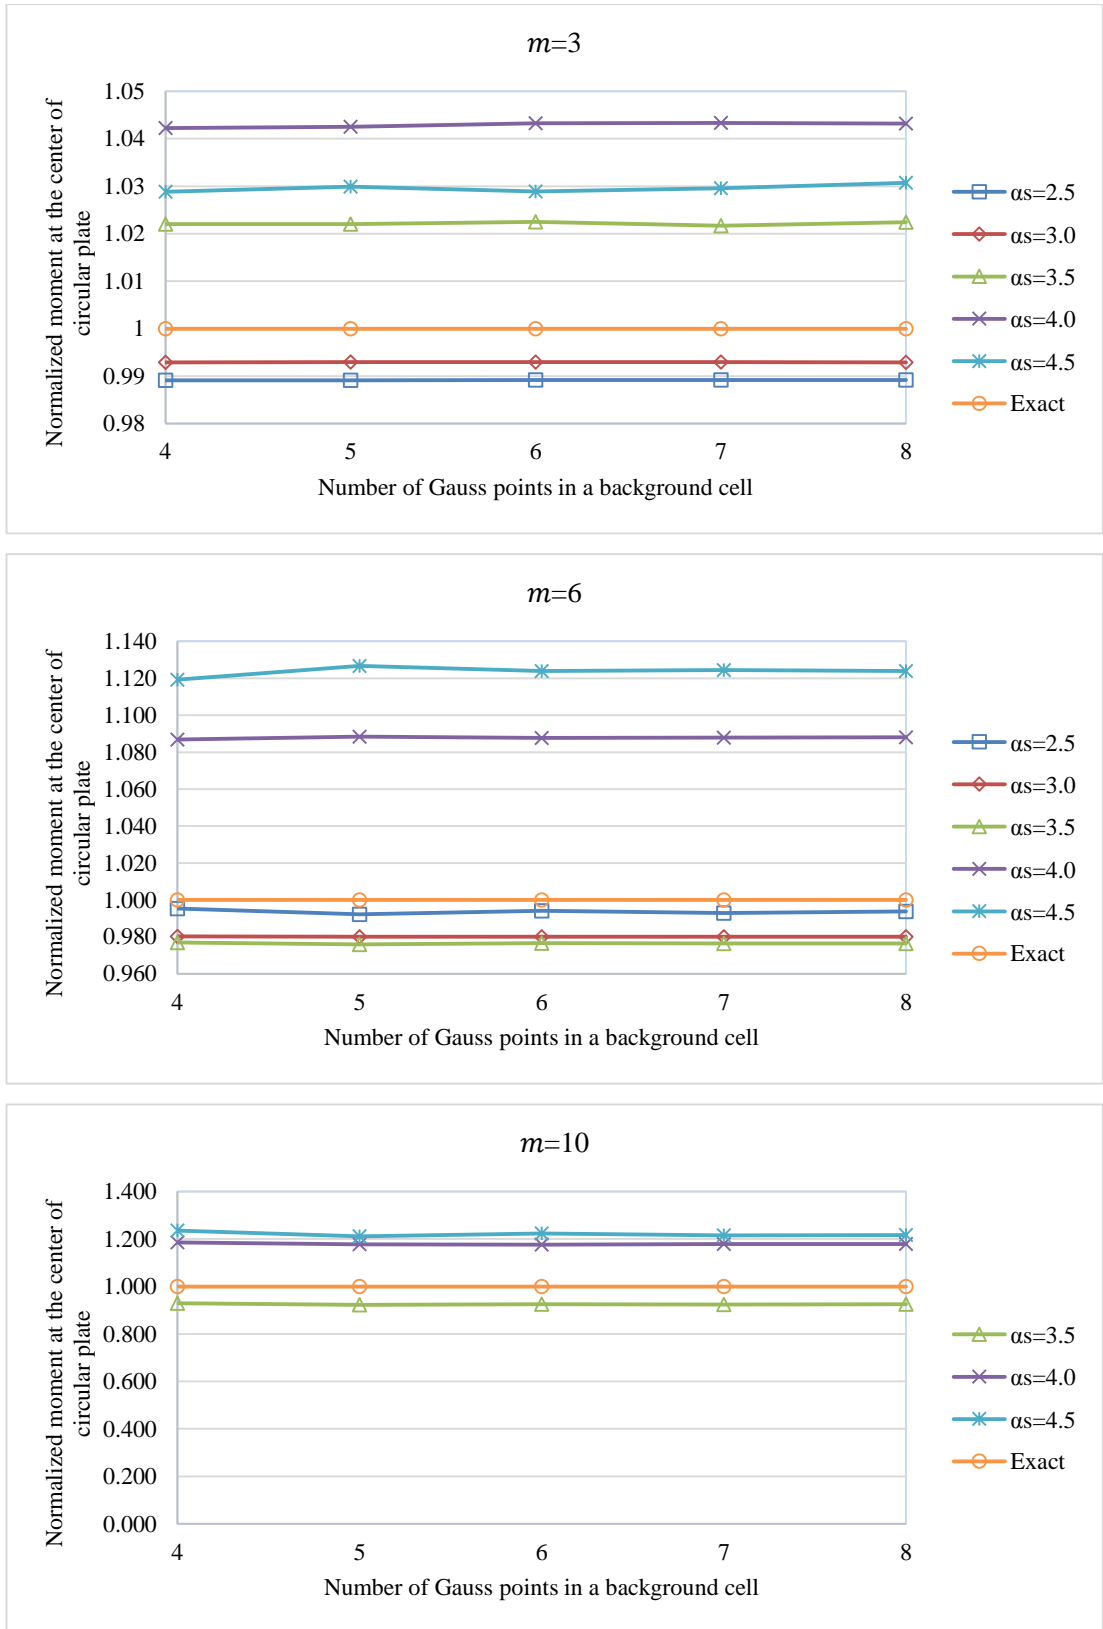 m=3
Normalized moment at the center of
circular plate
1.05
1.04
1.03
1.02
1.01
1
0.99
0.98
4 5 6 7 8
Number of Gauss points in a background cell
αs=2.5
αs=3.0
αs=3.5
αs=4.0
αs=4.5
Exact
m=6
Normalized moment at the center of
circular plate
1.140
1.120
1.100
1.080
1.060
1.040
1.020
1.000
0.980
0.960
4 5 6 7 8
Number of Gauss points in a background cell
αs=2.5
αs=3.0
αs=3.5
αs=4.0
αs=4.5
Exact
m=10
Normalized moment at the center of
circular plate
1.400
1.200
1.000
0.800
0.600
0.400
0.200
0.000
4 5 6 7 8
Number of Gauss points in a background cell
αs=3.5
αs=4.0
αs=4.5
Exact